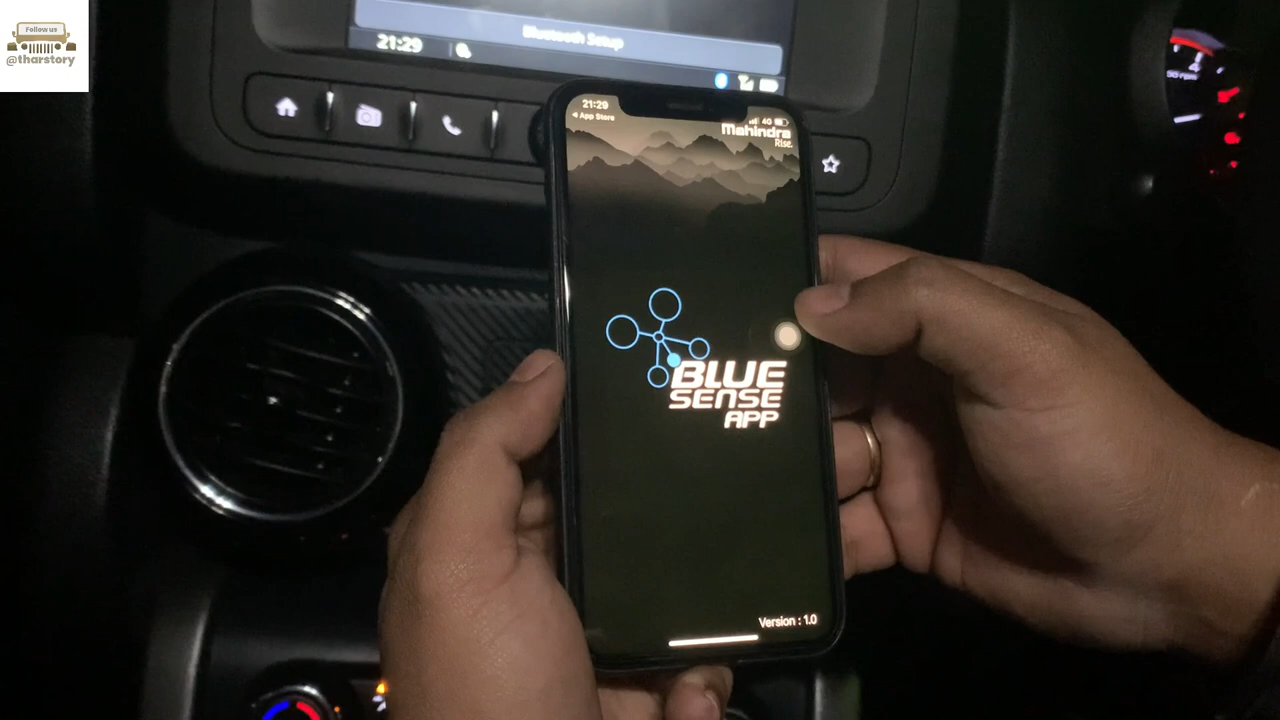 Follow us
@tharstory
Bluetooth Setup
21:29
21:29
App Store
4G
Mahindra
Rise.
BLUE
SENSE
APP
Version : 1.0
4